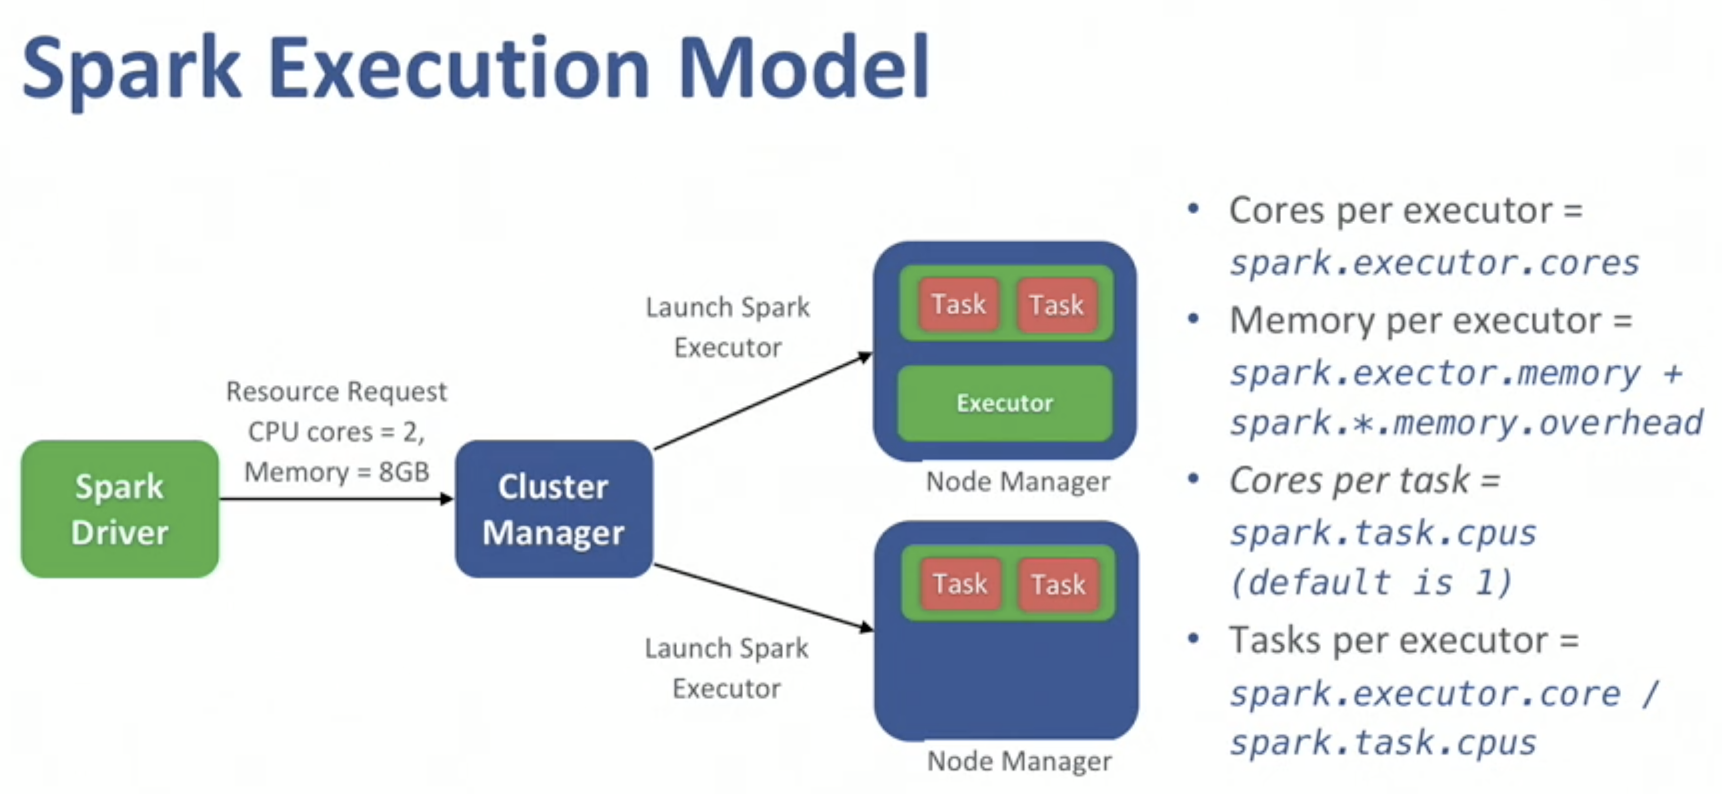 Spark Execution Model
Spark
Driver
Resource Request
CPU cores = 2,
Memory = 8GB
Cluster
Manager
Launch Spark
Executor
Launch Spark
Executor
Task Task
Executor
Node Manager
Task Task
Node Manager
• Cores per executor =
spark.executor.cores
• Memory per executor =
spark.exector.memory +
spark.*.memory.overhead
• Cores per task =
spark.task.cpus
(default is 1)
• Tasks per executor =
spark.executor.core /
spark.task.cpus